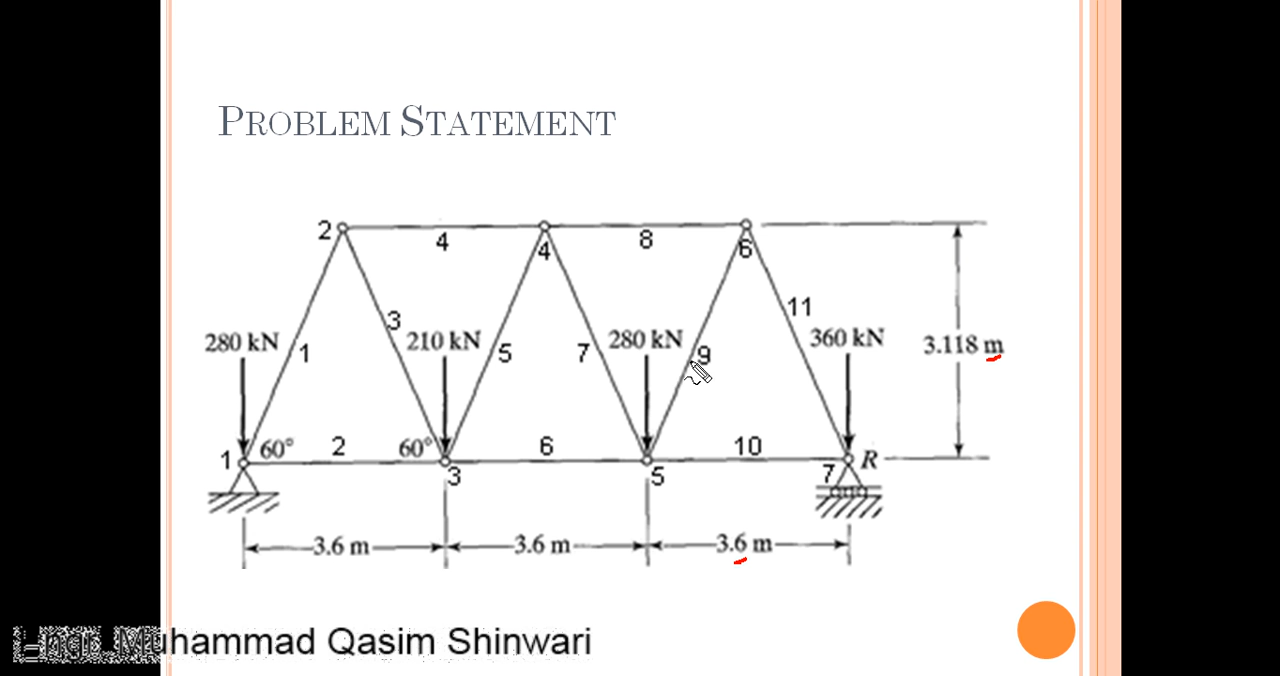 PROBLEM STATEMENT
2
4
4
8
6
280 kN
1
3
210 kN
5
7
280 kN
9
11
360 kN
3.118 m
1
60°
2
60°
3
6
5
10
7
R
3.6 m
3.6 m
3.6 m
Muhammad Qasim Shinwari